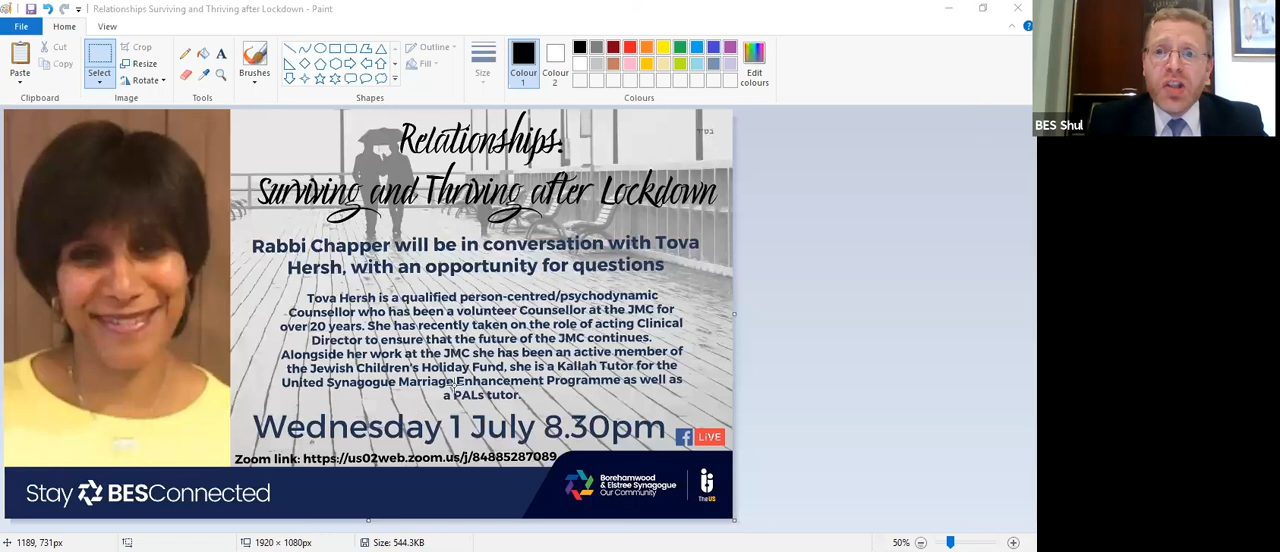 Relationships Surviving and Thriving after Lockdown - Paint
File
Home
View
Paste
Cut
Copy
Clipboard
Select
Crop
Resize
Rotate
Image
Tools
Brushes
Shapes
Outline
Fill
Size
Colour 1
Colour 2
Edit colours
Colours
BES Shul
בסיד
Relationships:
Surviving and Thriving after Lockdown
Rabbi Chapper will be in conversation with Tova
Hersh, with an opportunity for questions
Tova Hersh is a qualified person-centred/psychodynamic
Counsellor who has been a volunteer Counsellor at the JMC for
over 20 years. She has recently taken on the role of acting Clinical
Director to ensure that the future of the JMC continues.
Alongside her work at the JMC she has been an active member of
the Jewish Children's Holiday Fund, she is a Kallah Tutor for the
United Synagogue Marriage Enhancement Programme as well as
a PALs tutor.
Wednesday 1 July 8.30pm
LIVE
Zoom link: https://us02web.zoom.us/j/84885287089
Stay BESConnected
Borehamwood
& Elstree Synagogue
Our Community
The US
1189, 731px
1920 × 1080px
Size: 544.3KB
50%